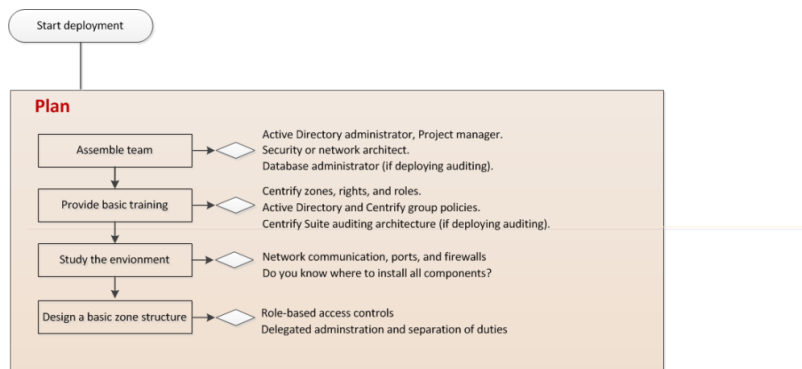 Start deployment
Plan
Assemble team
Active Directory administrator, Project manager.
Security or network architect.
Database administrator (if deploying auditing).
Provide basic training
Centrify zones, rights, and roles.
Active Directory and Centrify group policies.
Centrify Suite auditing architecture (if deploying auditing).
Study the envionment
Network communication, ports, and firewalls
Do you know where to install all components?
Design a basic zone structure
Role-based access controls
Delegated adminstration and separation of duties